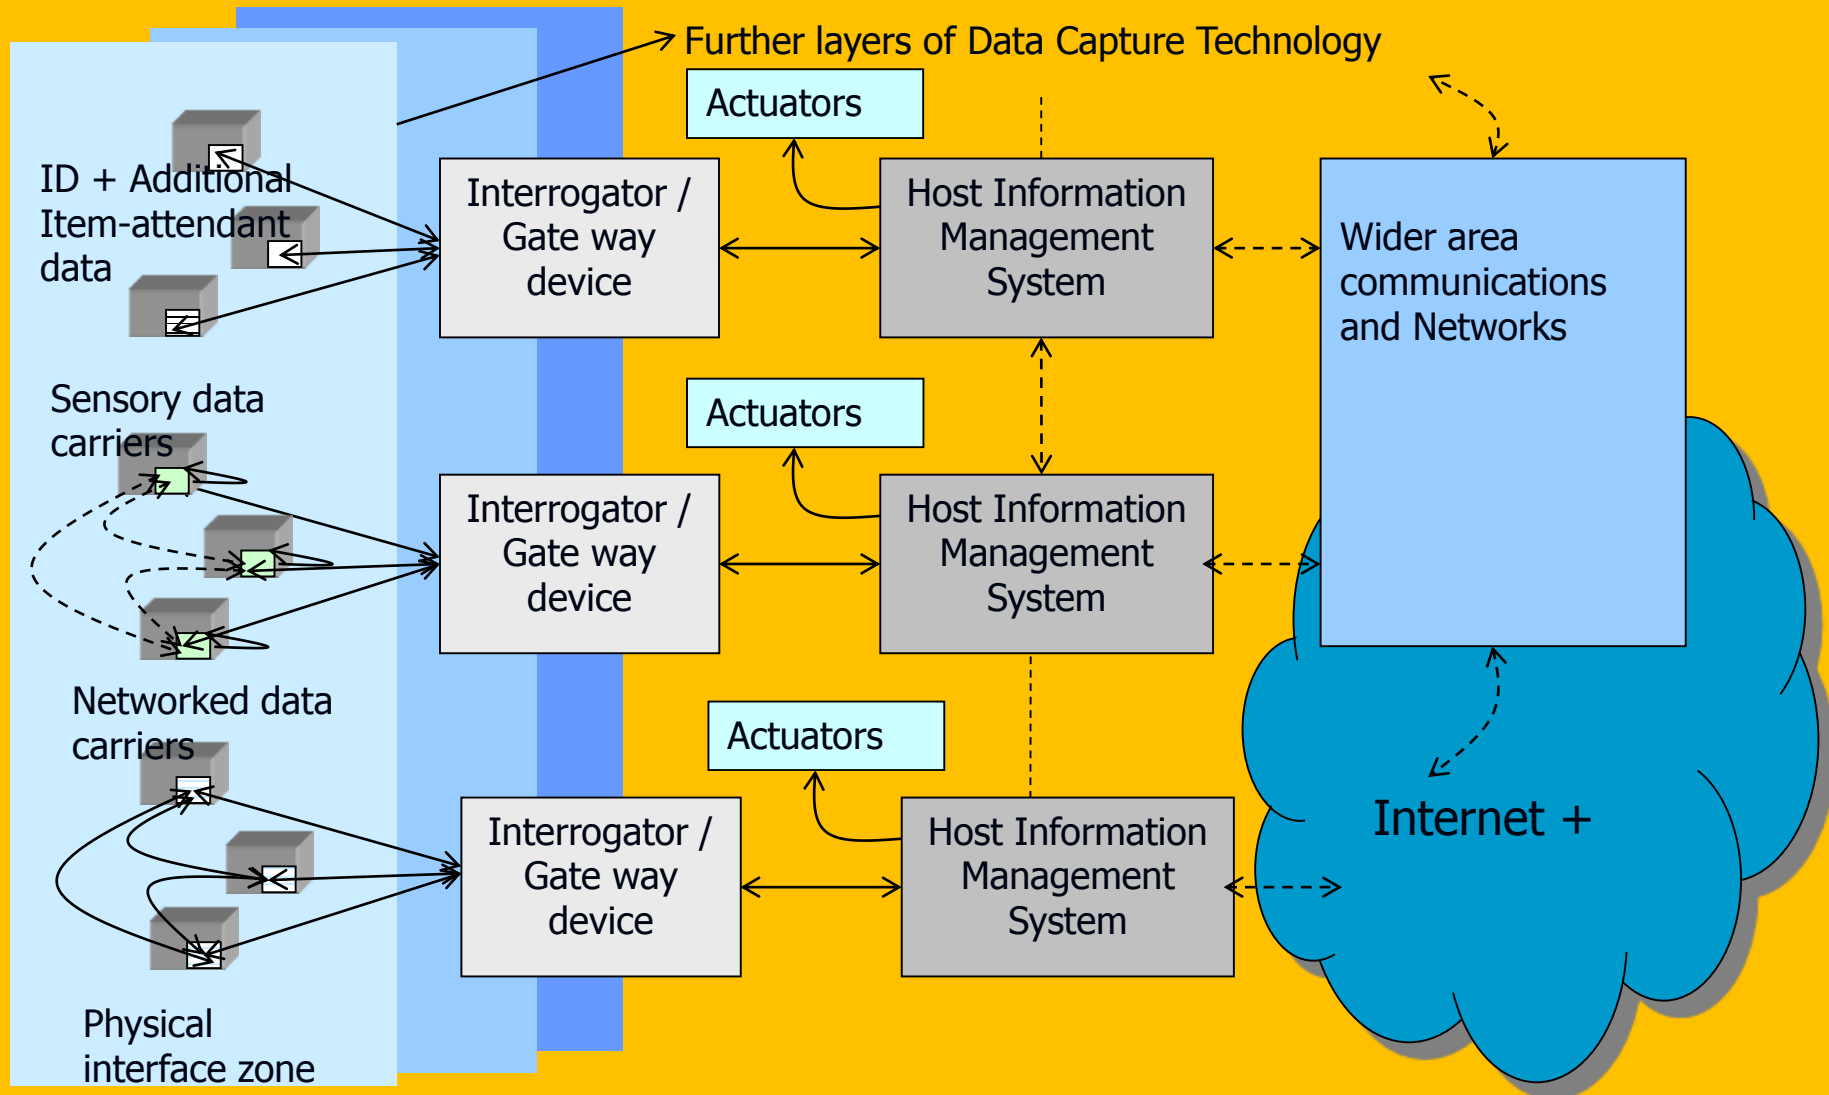 Further layers of Data Capture Technology
Actuators
ID + Additional
Item-attendant
data
Interrogator /
Gate way
device
Host Information
Management
System
Wider area
communications
and Networks
Sensory data
carriers
Actuators
Interrogator /
Gate way
device
Host Information
Management
System
Networked data
carriers
Actuators
Interrogator /
Gate way
device
Host Information
Management
System
Internet +
Physical
interface zone